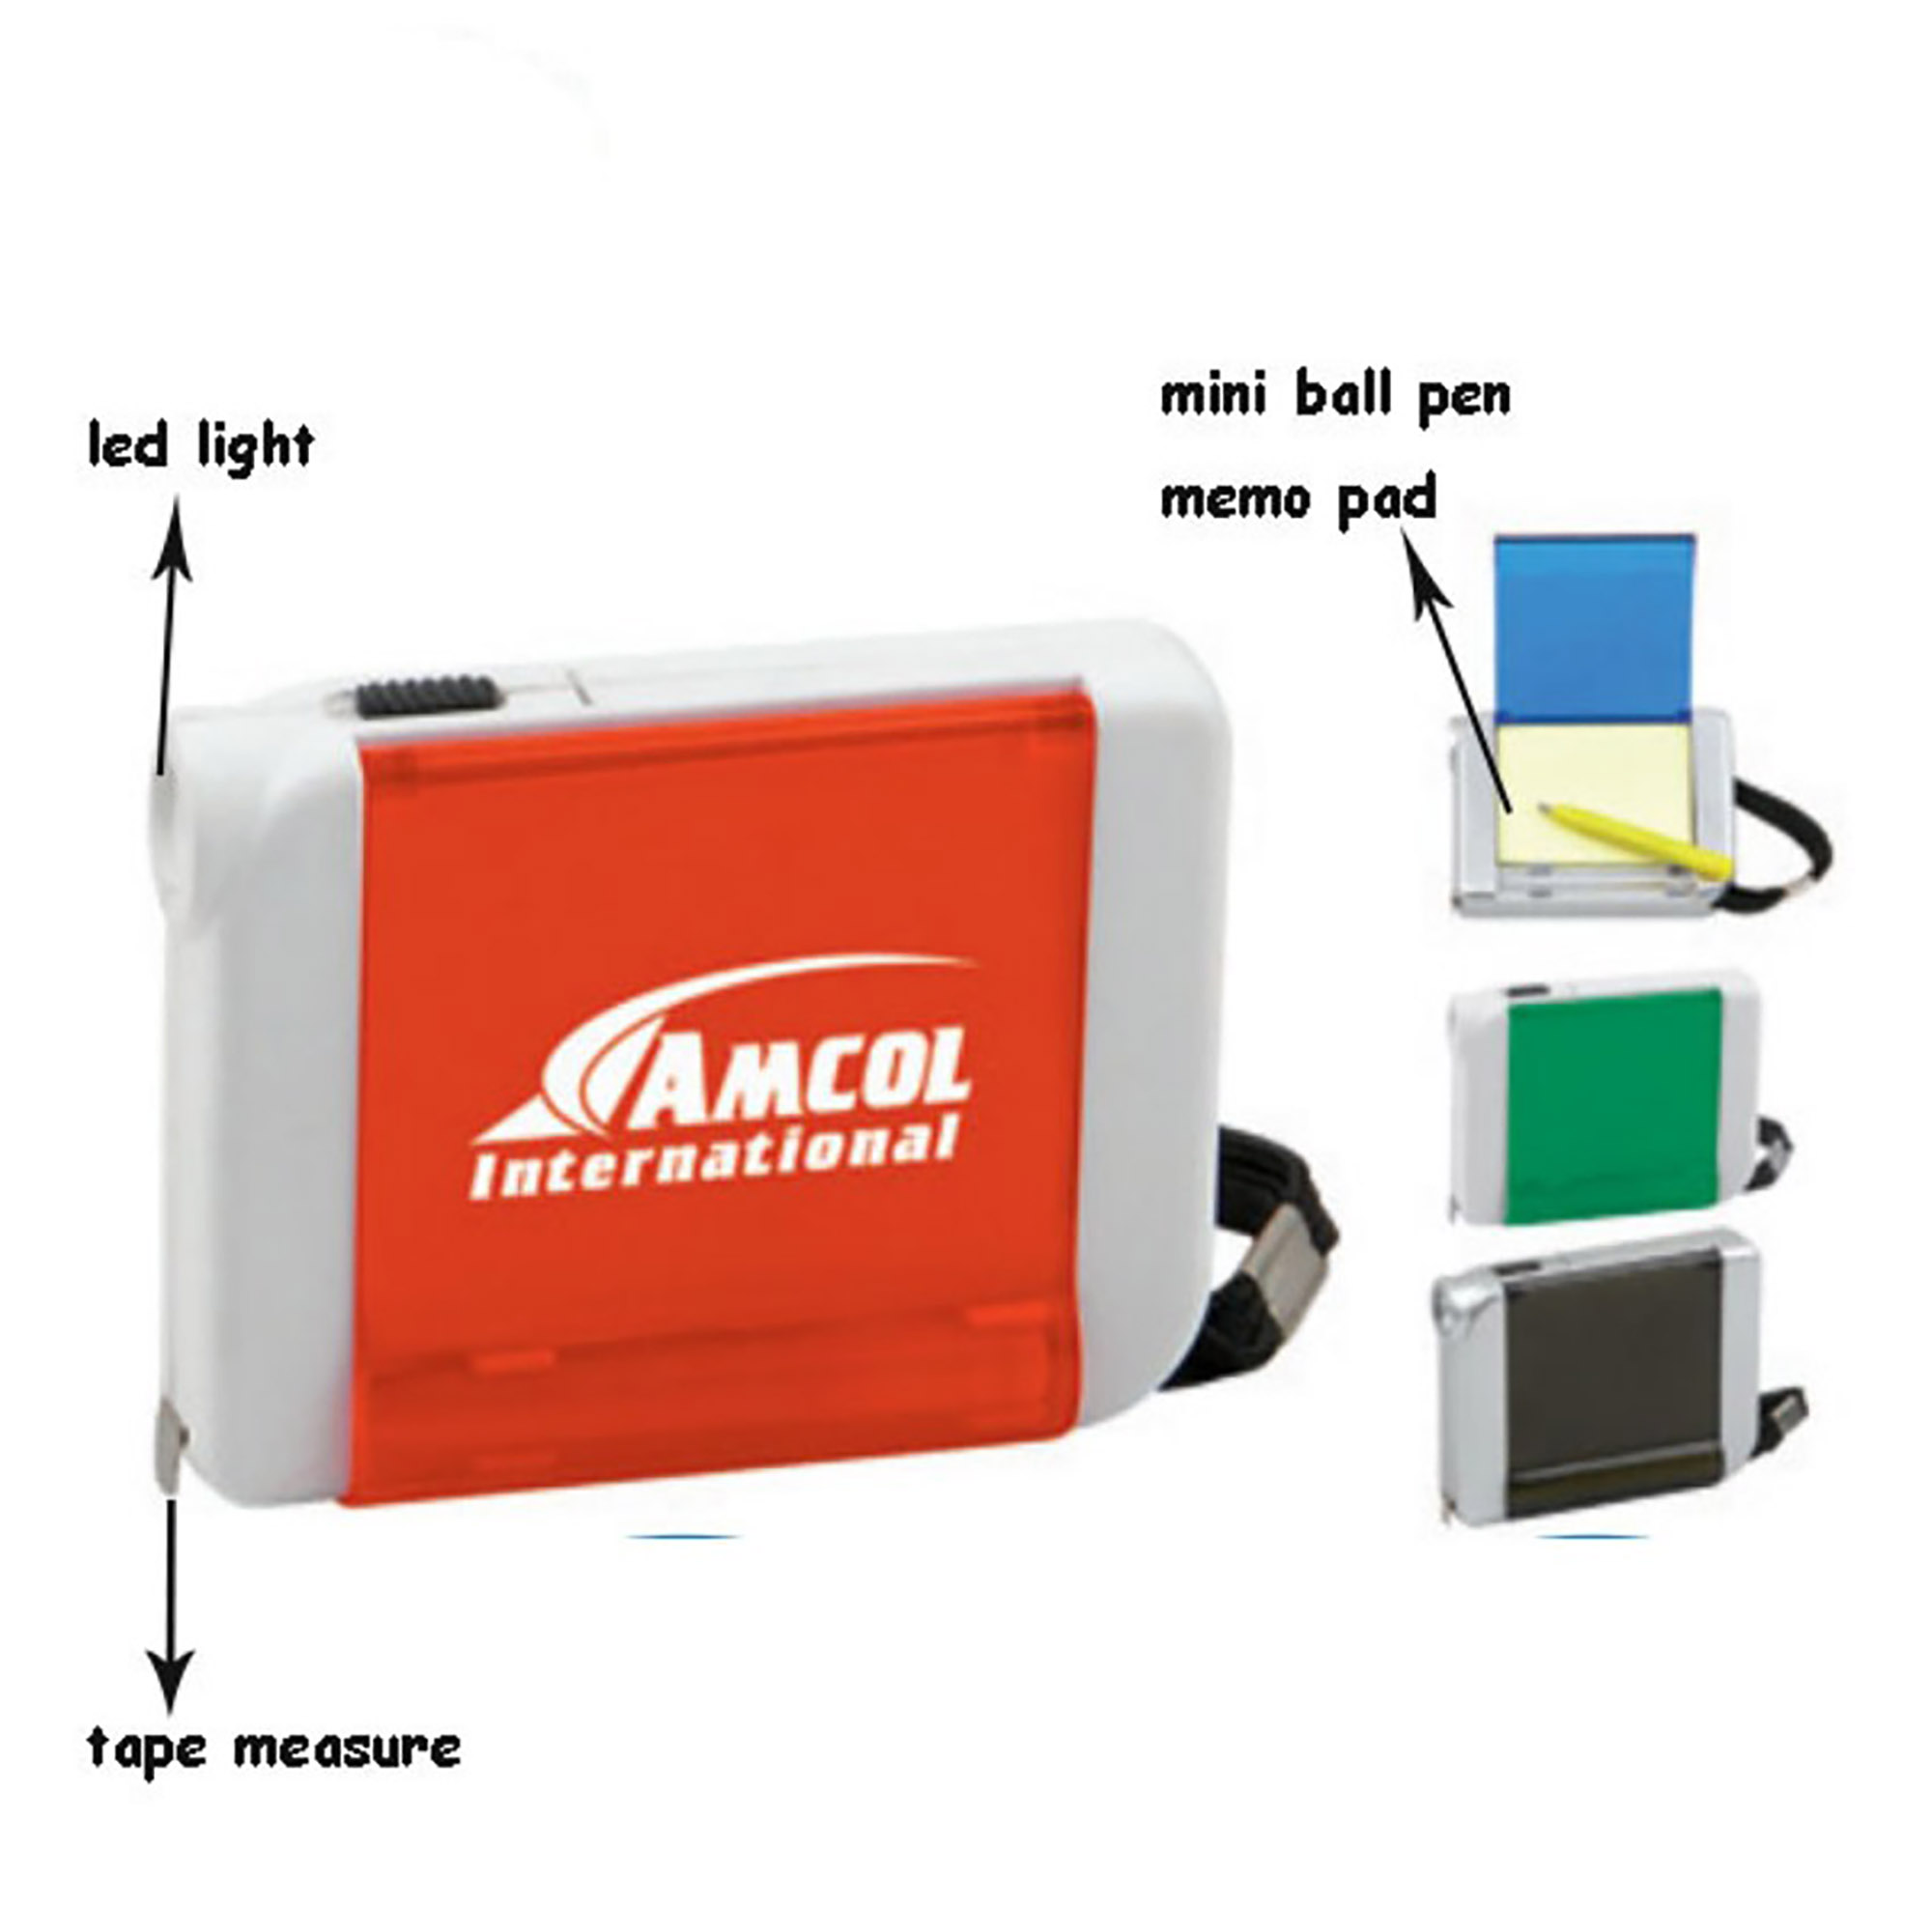 mini ball pen
led light
memo pad
AMCOL
International
tape measure